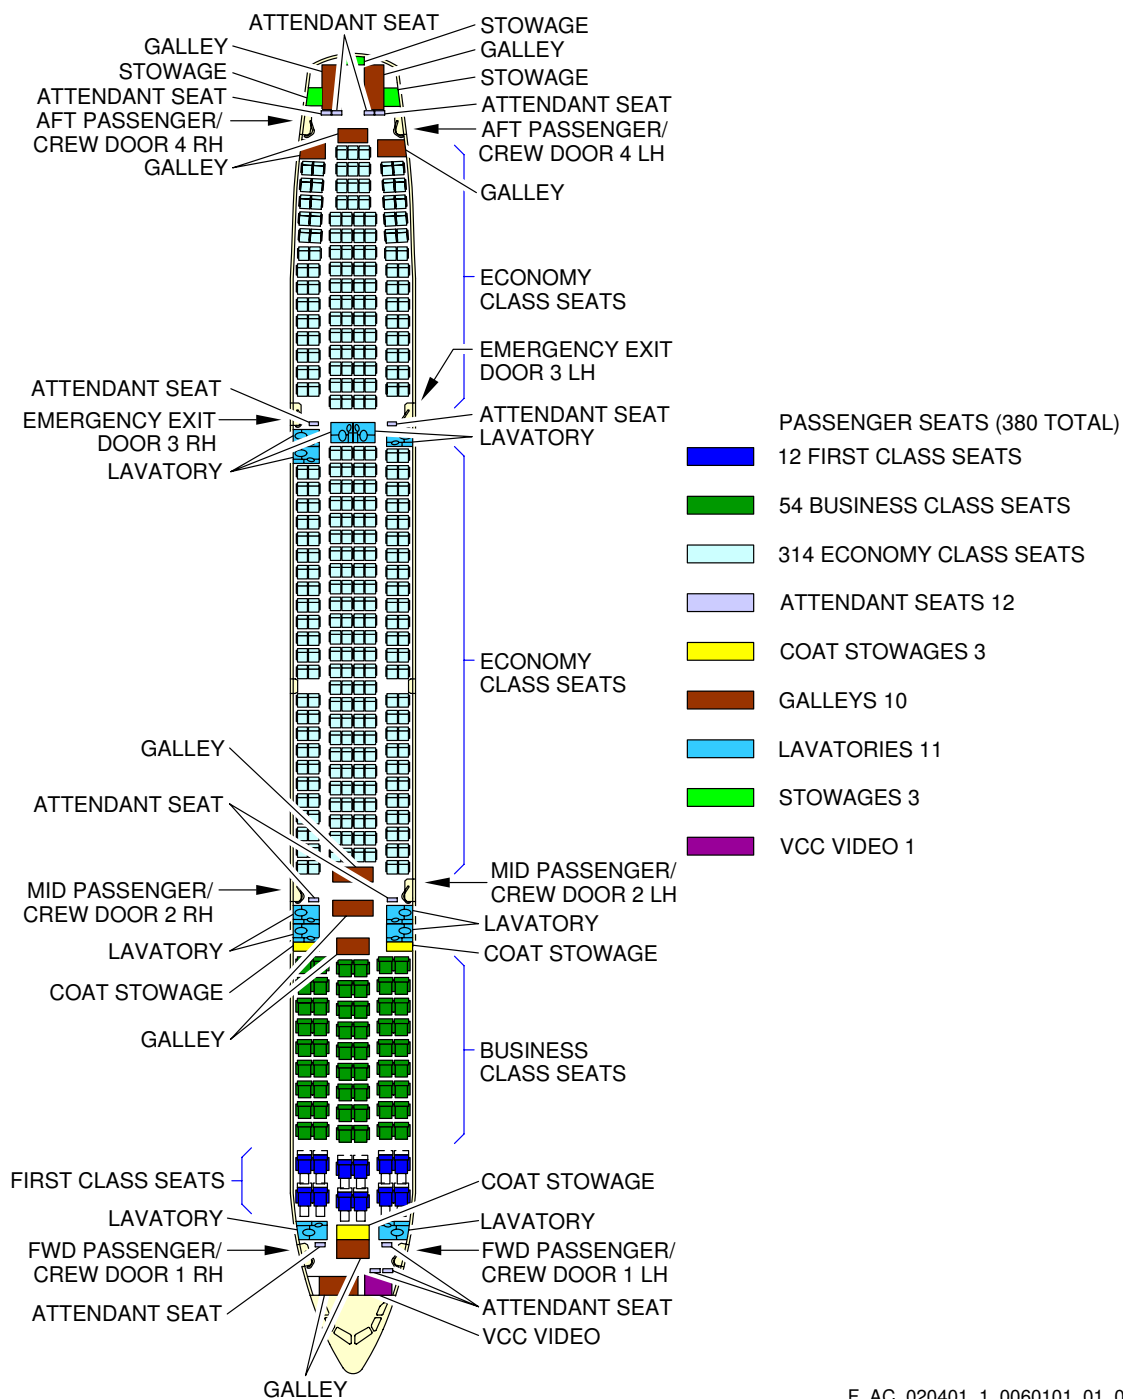 ATTENDANT SEAT
STOWAGE
GALLEY
GALLEY
STOWAGE
STOWAGE
ATTENDANT SEAT
ATTENDANT SEAT
AFT PASSENGER/
CREW DOOR 4 RH
AFT PASSENGER/
CREW DOOR 4 LH
GALLEY
GALLEY
ECONOMY
CLASS SEATS
EMERGENCY EXIT
DOOR 3 LH
ATTENDANT SEAT
ATTENDANT SEAT
EMERGENCY EXIT
DOOR 3 RH
LAVATORY
LAVATORY
PASSENGER SEATS (380 TOTAL)
12 FIRST CLASS SEATS
54 BUSINESS CLASS SEATS
314 ECONOMY CLASS SEATS
ATTENDANT SEATS 12
COAT STOWAGES 3
GALLEYS 10
LAVATORIES 11
STOWAGES 3
VCC VIDEO 1
ECONOMY
CLASS SEATS
GALLEY
ATTENDANT SEAT
MID PASSENGER/
CREW DOOR 2 RH
MID PASSENGER/
CREW DOOR 2 LH
LAVATORY
LAVATORY
COAT STOWAGE
COAT STOWAGE
GALLEY
BUSINESS
CLASS SEATS
FIRST CLASS SEATS
COAT STOWAGE
LAVATORY
LAVATORY
FWD PASSENGER/
CREW DOOR 1 RH
FWD PASSENGER/
CREW DOOR 1 LH
ATTENDANT SEAT
ATTENDANT SEAT
VCC VIDEO
GALLEY